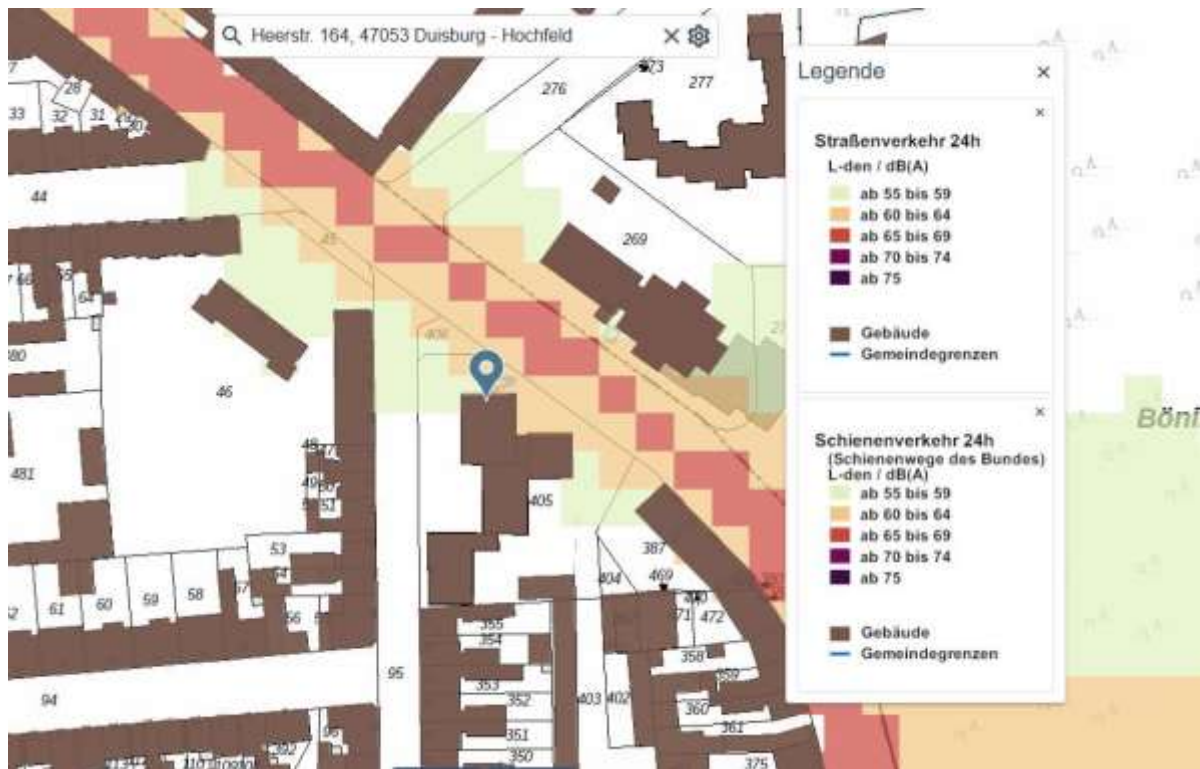 Heerstr. 164, 47053 Duisburg - Hochfeld
Legende
Straßenverkehr 24h
L-den / dB(A)
ab 55 bis 59
ab 60 bis 64
ab 65 bis 69
ab 70 bis 74
ab 75
Gebäude
Gemeindegrenzen
Schienenverkehr 24h
(Schienenwege des Bundes)
L-den / dB(A)
ab 55 bis 59
ab 60 bis 64
ab 65 bis 69
ab 70 bis 74
ab 75
Gebäude
Gemeindegrenzen
276
277
28
33
32
31
44
45
269
406
46
481
405
53
387
61
60
59
58
404
469
472
355
354
358
95
353
352
403
402
94
360
361
351
350
375